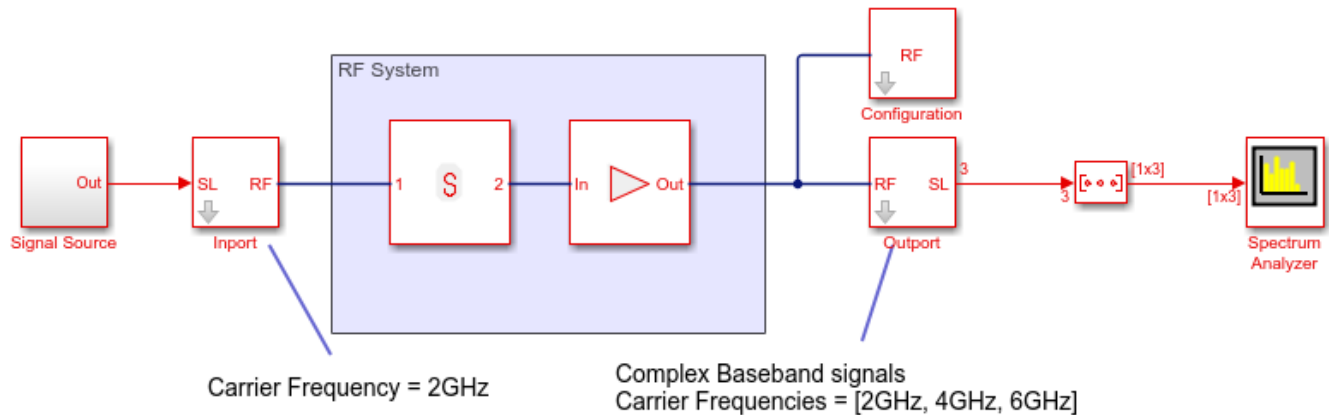 RF System
RF
Configuration
Out
Signal Source
SL RF
Inport
1 S 2
In Out
RF SL
Outport
3
3
[1x3]
[1x3]
Spectrum
Analyzer
Carrier Frequency = 2GHz
Complex Baseband signals
Carrier Frequencies = [2GHz, 4GHz, 6GHz]